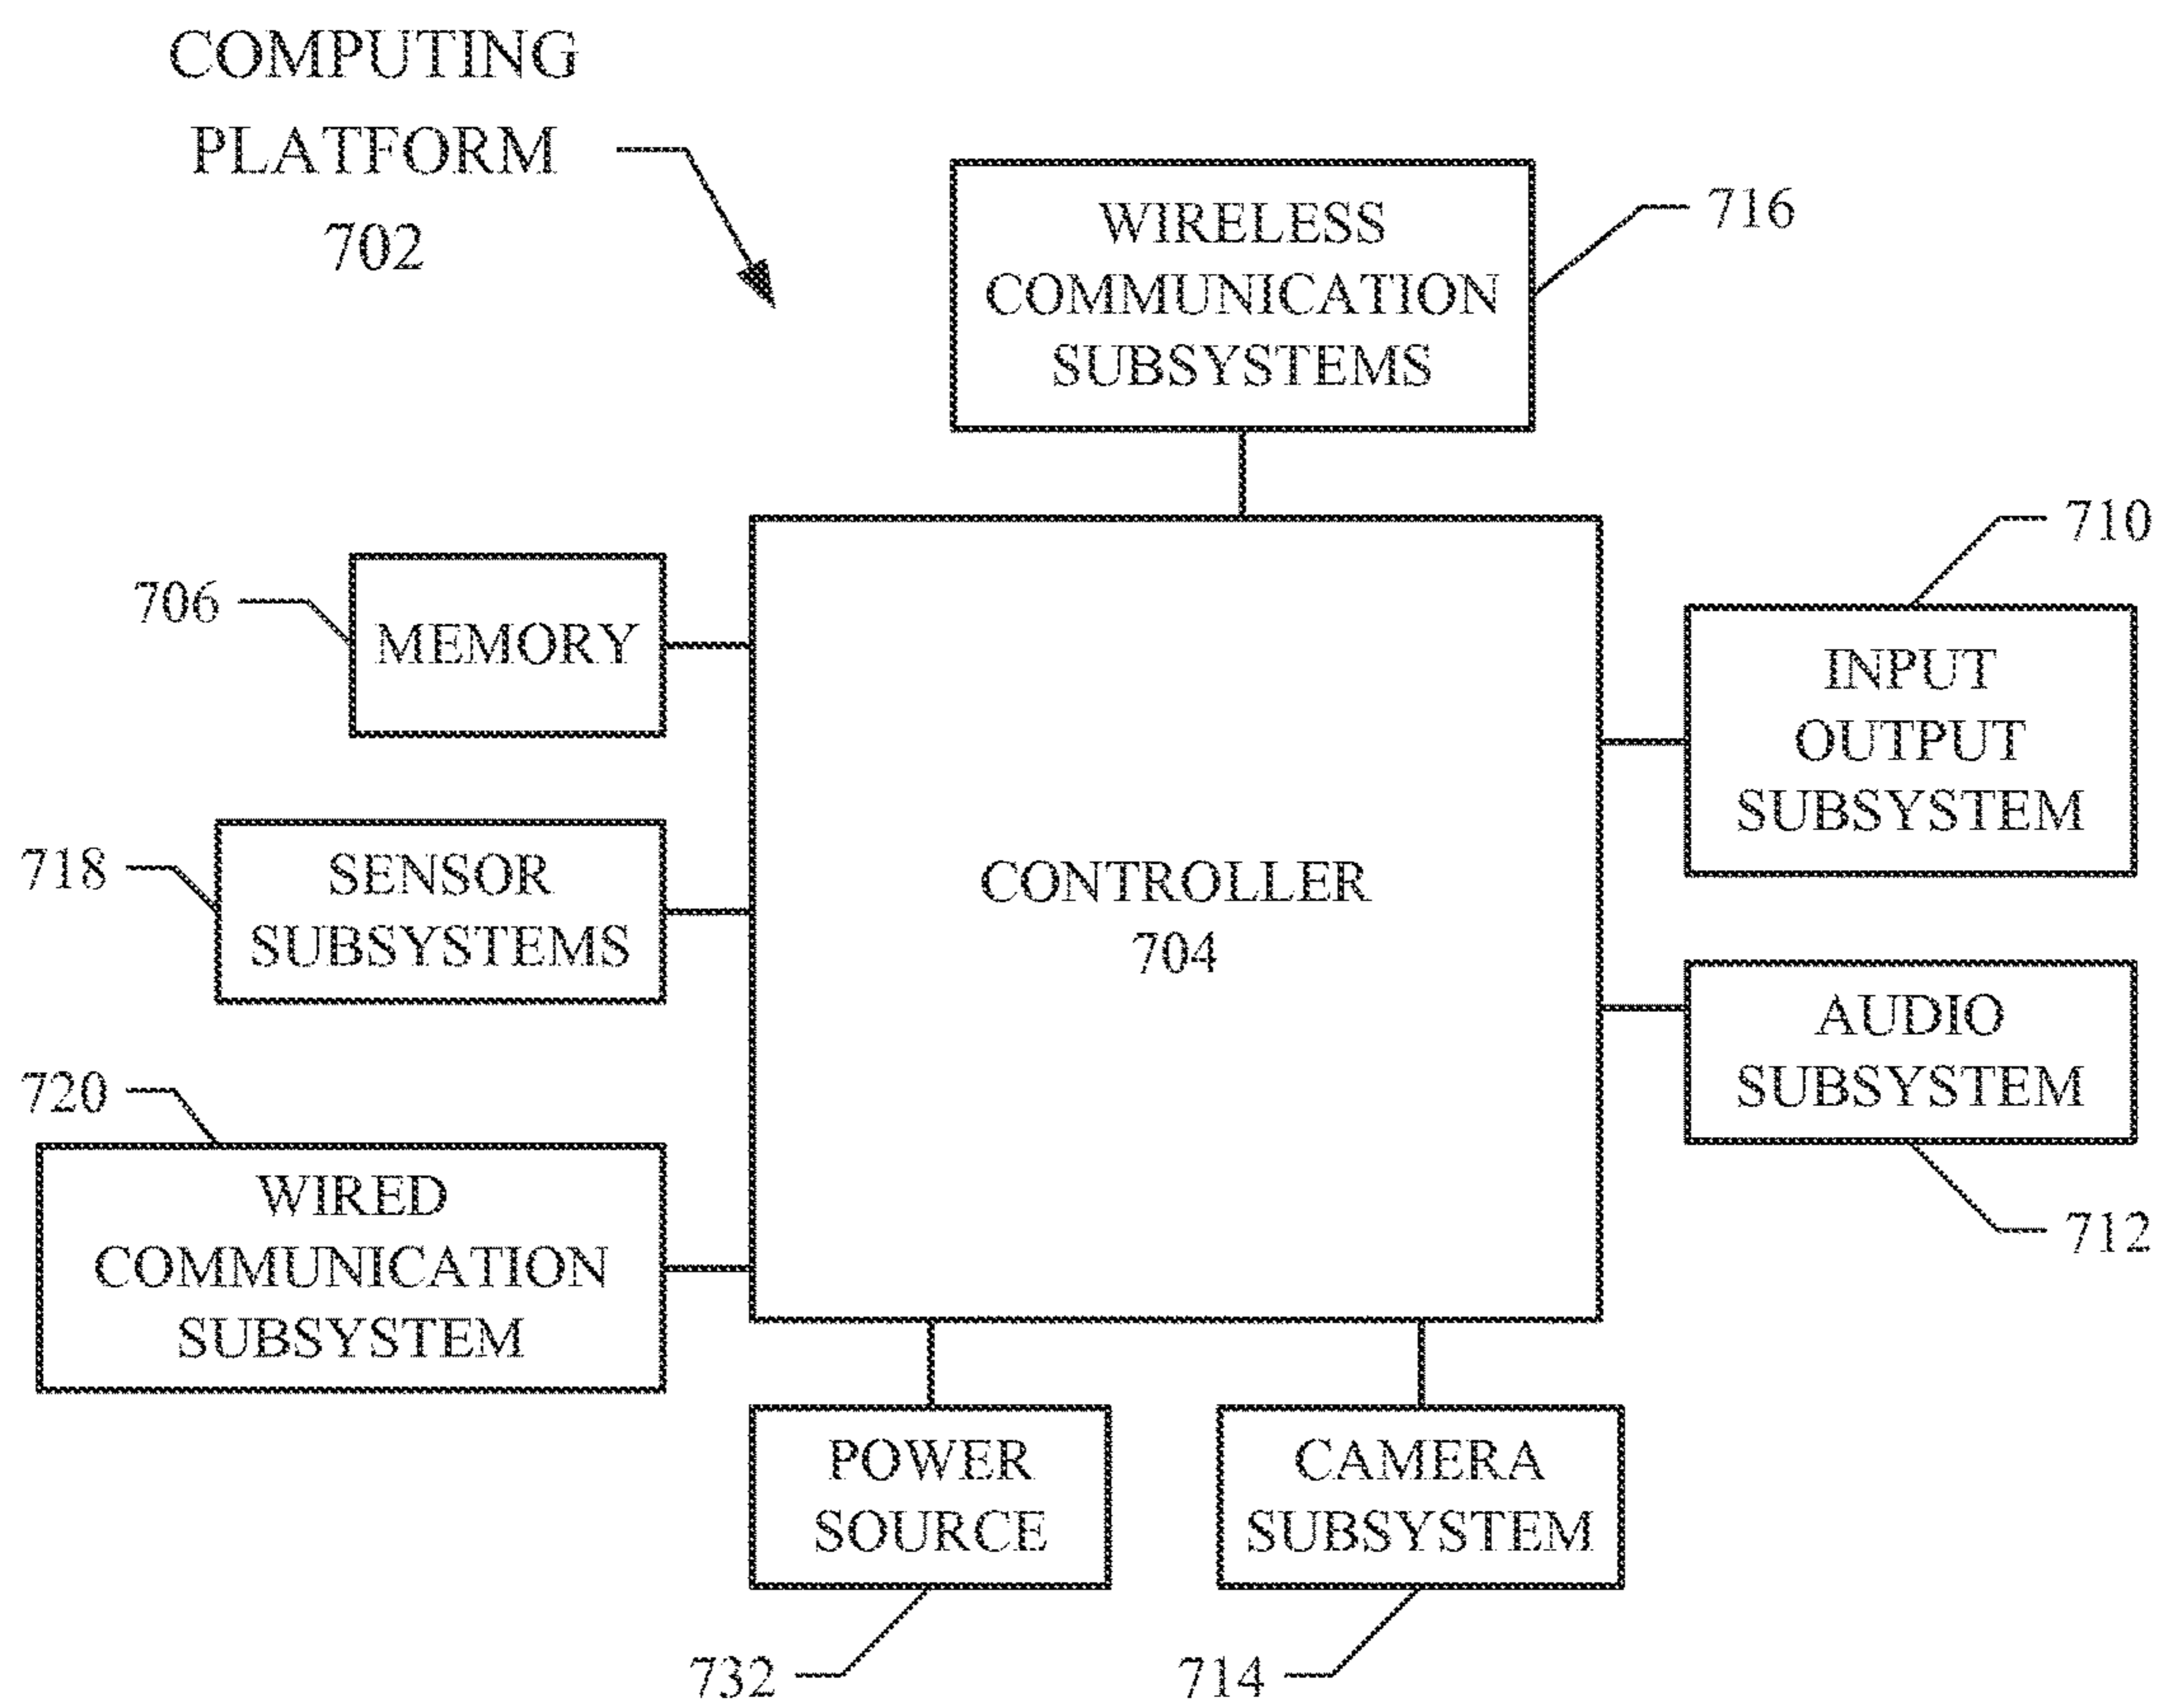 COMPUTING
PLATFORM
702
WIRELESS
COMMUNICATION
SUBSYSTEMS
716
706
MEMORY
710
INPUT
OUTPUT
SUBSYSTEM
718
SENSOR
SUBSYSTEMS
CONTROLLER
704
AUDIO
SUBSYSTEM
712
720
WIRED
COMMUNICATION
SUBSYSTEM
POWER
SOURCE
732
CAMERA
SUBSYSTEM
714